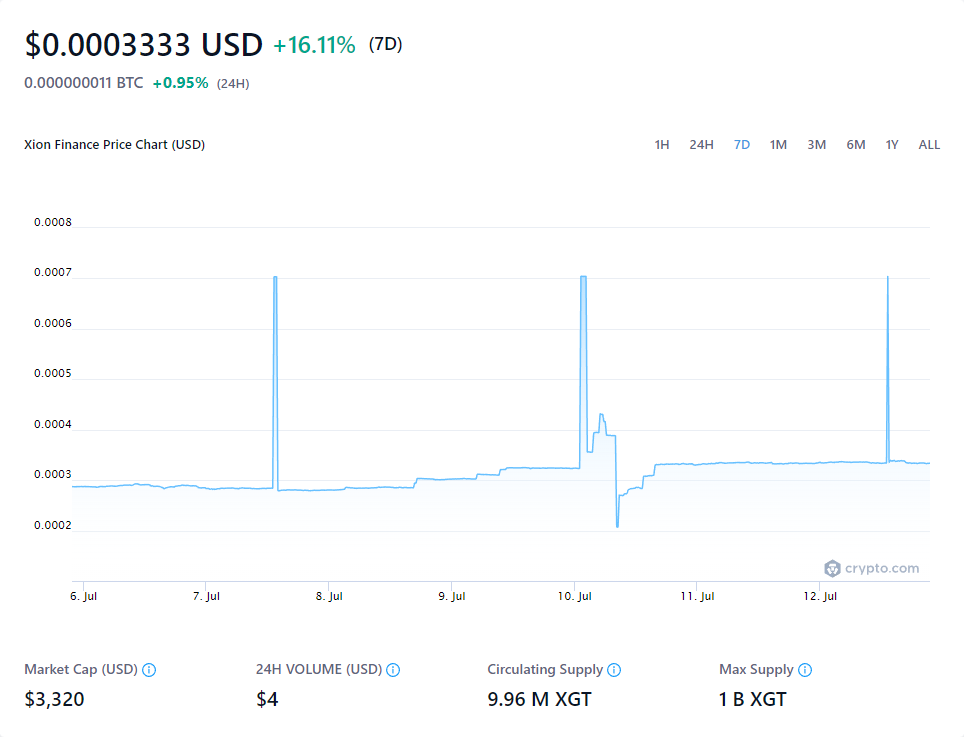 $0.0003333 USD +16.11% (7D)
0.000000011 BTC +0.95% (24H)
Xion Finance Price Chart (USD) 1H 24H 7D 1M 3M 6M 1Y ALL
0.0008
0.0007
0.0006
0.0005
0.0004
0.0003
0.0002
crypto.com
6. Jul 7. Jul 8. Jul 9. Jul 10. Jul 11. Jul 12. Jul
Market Cap (USD) 24H VOLUME (USD) Circulating Supply Max Supply
$3,320 $4 9.96 M XGT 1 B XGT